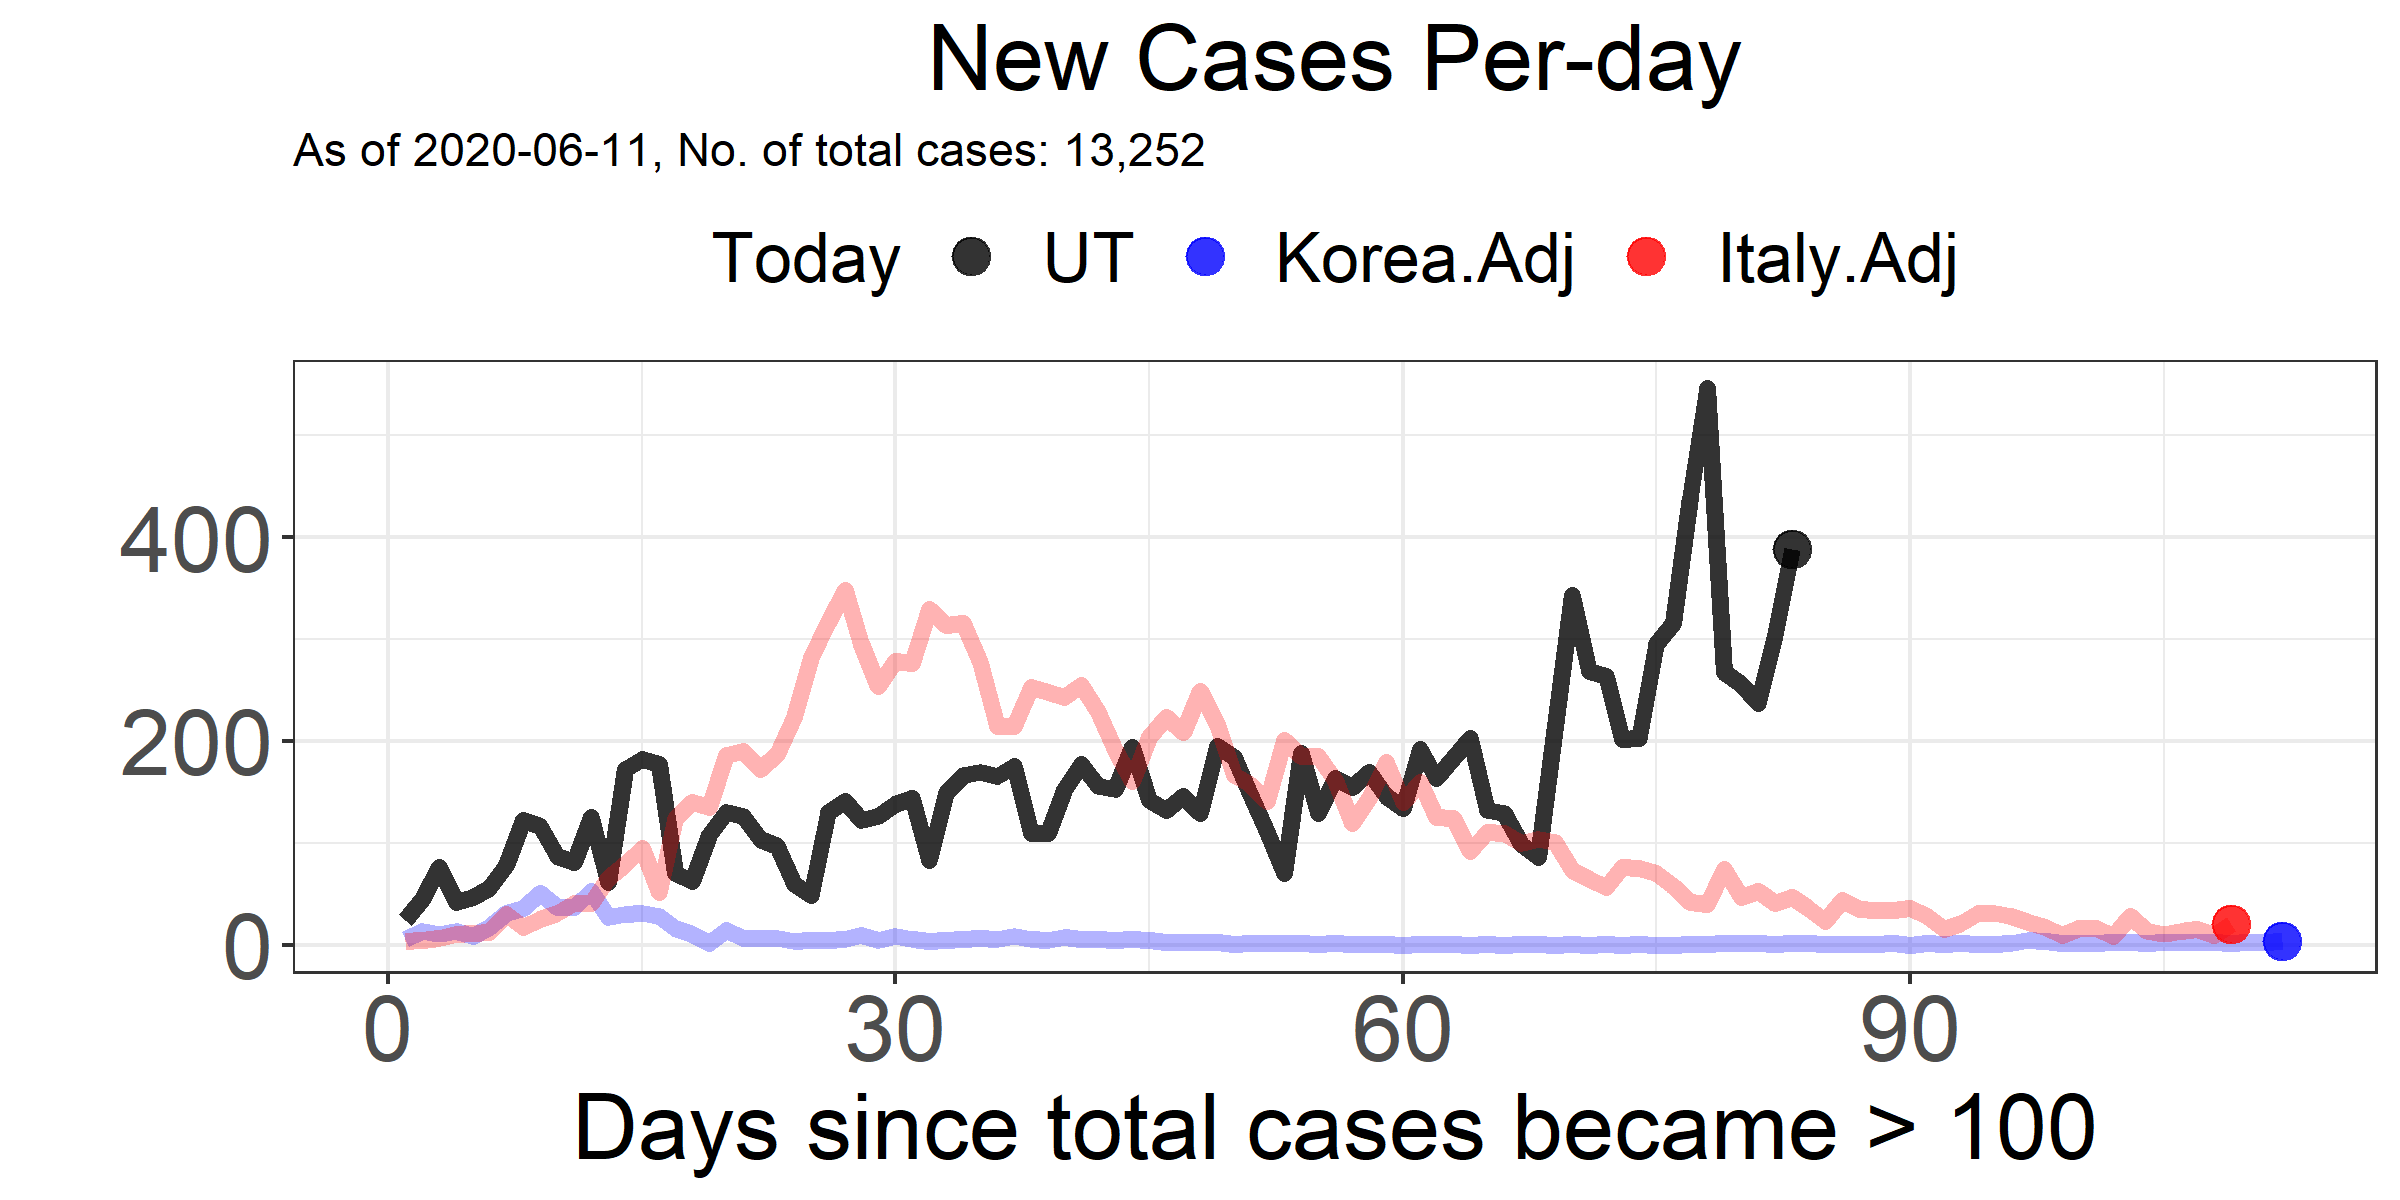 New Cases Per-day
As of 2020-06-11, No. of total cases: 13,252
Today UT Korea.Adj Italy.Adj
400
200
0
0 30 60 90
Days since total cases became > 100